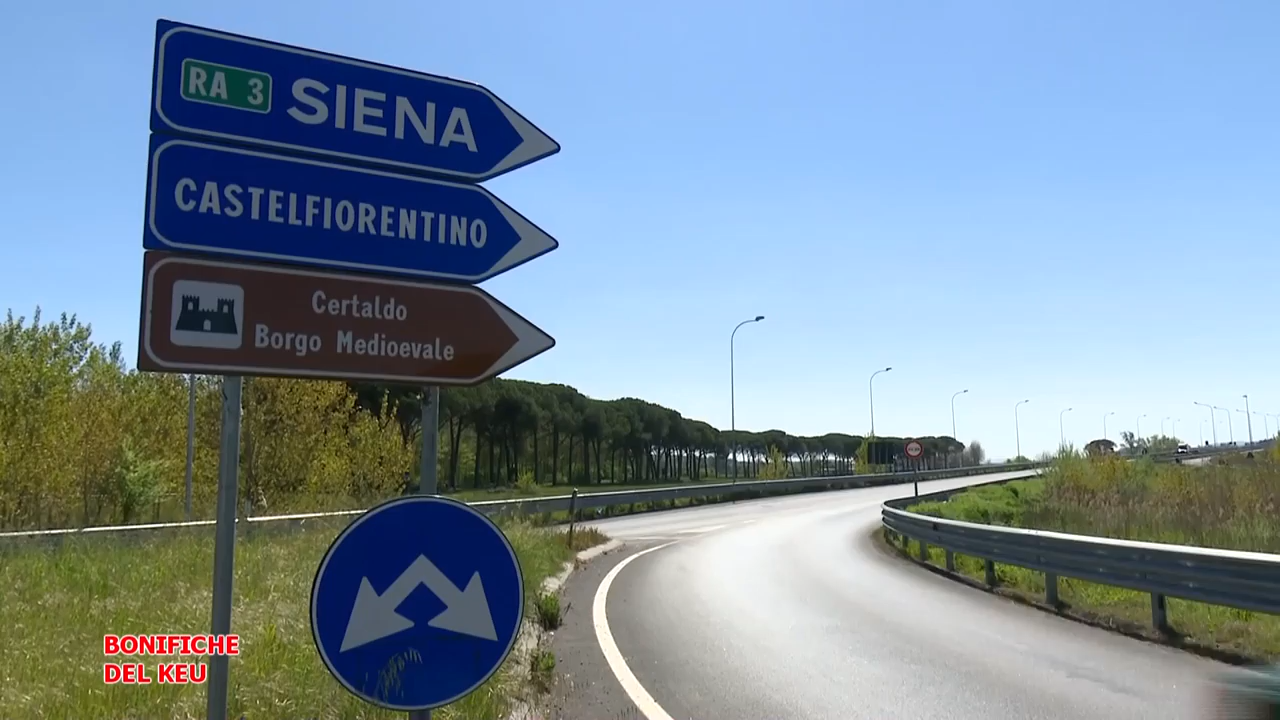 RA 3 SIENA
CASTELFIORENTINO
Certaldo
Borgo Medioevale
BONIFICHE
DEL KEU